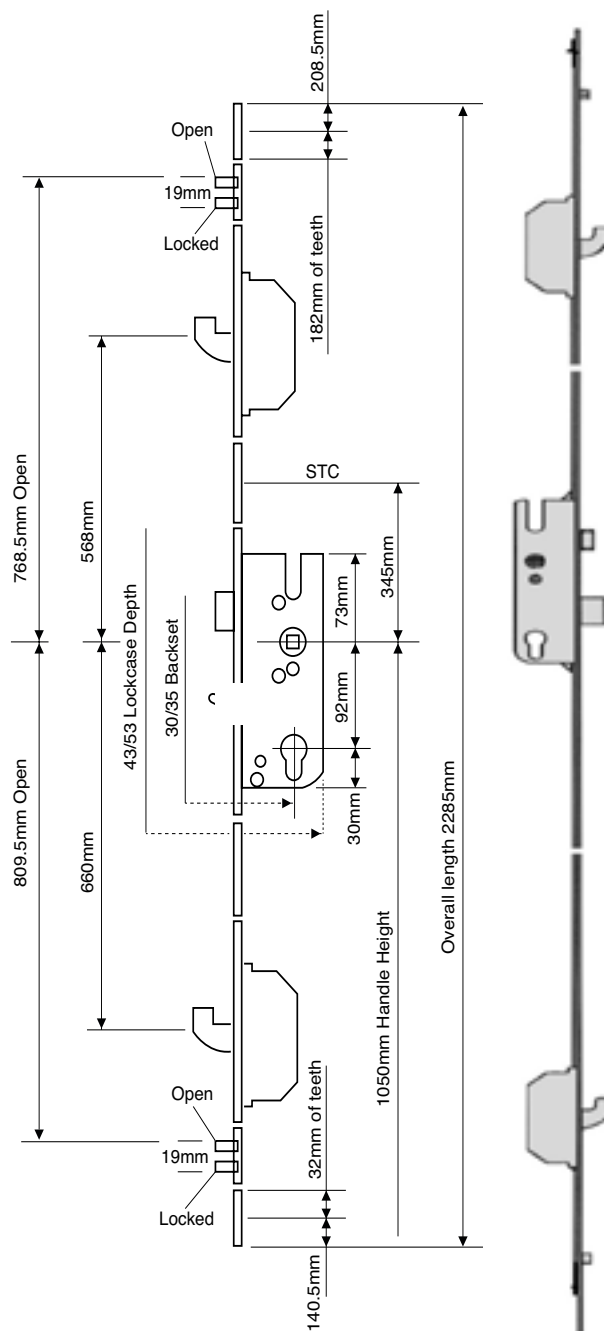 208.5mm
Open
19mm
Locked
182mm of teeth
STC
768.5mm Open
568mm
345mm
73mm
43/53 Lockcase Depth
30/35 Backset
92mm
30mm
809.5mm Open
660mm
Overall length 2285mm
1050mm Handle Height
32mm of teeth
Open
19mm
Locked
140.5mm